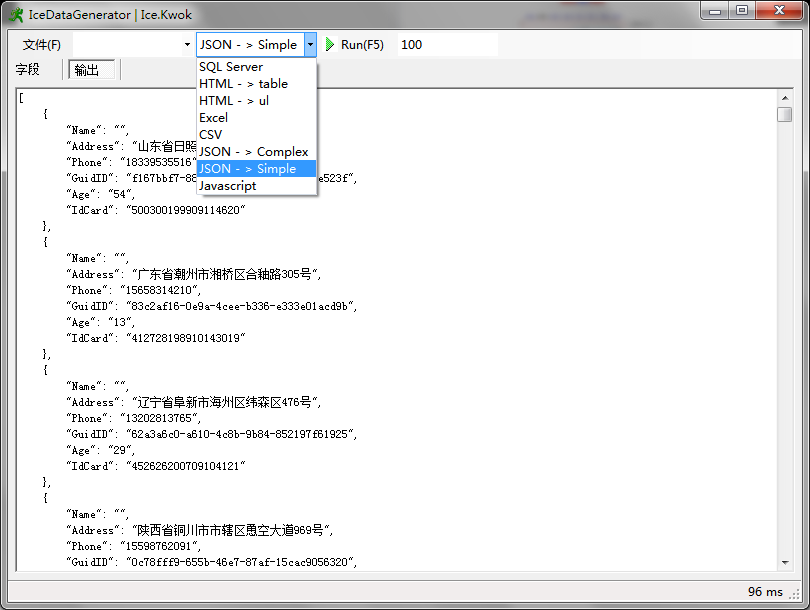 IceDataGenerator | Ice.Kwok
文件(F) JSON - > Simple Run(F5) 100
字段 输出
SQL Server
HTML - > table
HTML - > ul
Excel
CSV
JSON - > Complex
JSON - > Simple
Javascript
[
{
"Name": "",
"Address": "山东省日照
"Phone": "18339535516"
"GuidID": "f167bbf7-88 e523f",
"Age": "54",
"IdCard": "500300199909114620"
},
{
"Name": "",
"Address": "广东省潮州市湘桥区合釉路305号",
"Phone": "15658314210",
"GuidID": "83c2af16-0e9a-4cee-b336-e333e01acd9b",
"Age": "13",
"IdCard": "412728198910143019"
},
{
"Name": "",
"Address": "辽宁省阜新市海州区纬森区476号",
"Phone": "13202813765",
"GuidID": "62a3a6c0-a610-4c8b-9b84-852197f61925",
"Age": "29",
"IdCard": "452626200709104121"
},
{
"Name": "",
"Address": "陕西省铜川市市辖区愚空大道969号",
"Phone": "15598762091",
"GuidID": "0c78fff9-655b-46e7-87af-15cac9056320",
96 ms